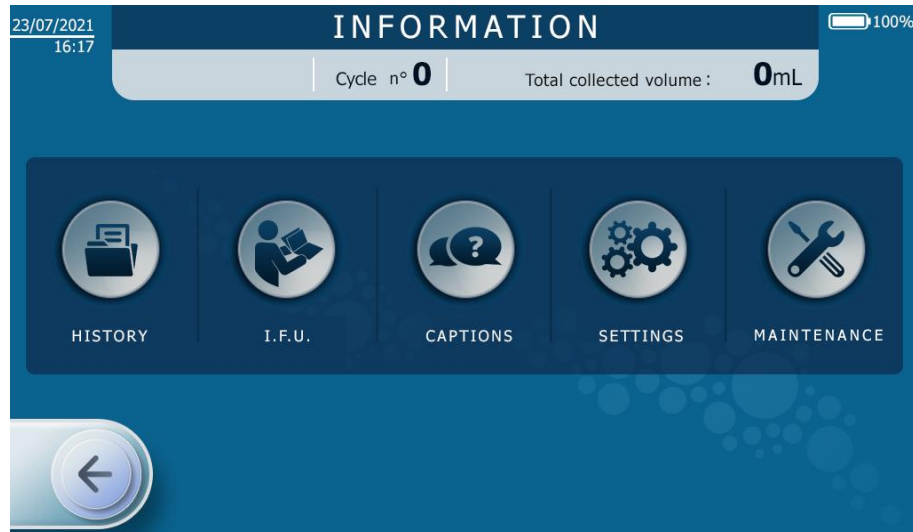 23/07/2021
16:17
INFORMATION
100%
Cycle n° 0
Total collected volume : 0mL
?
HISTORY
I.F.U.
CAPTIONS
SETTINGS
MAINTENANCE